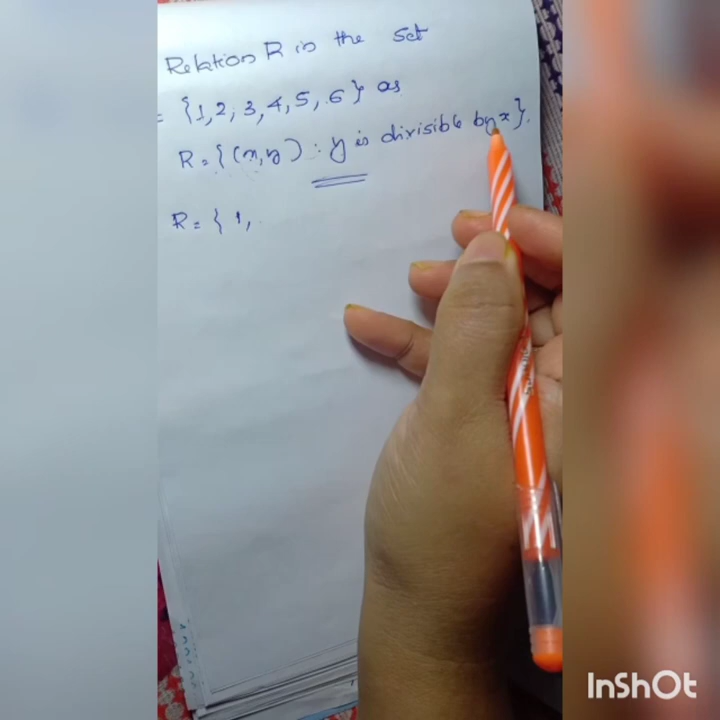 Relation R in the set
= {1,2,3,4,5,6} as
R = {(x,y) : y is divisible by x}.
R = { 1,
InShOt